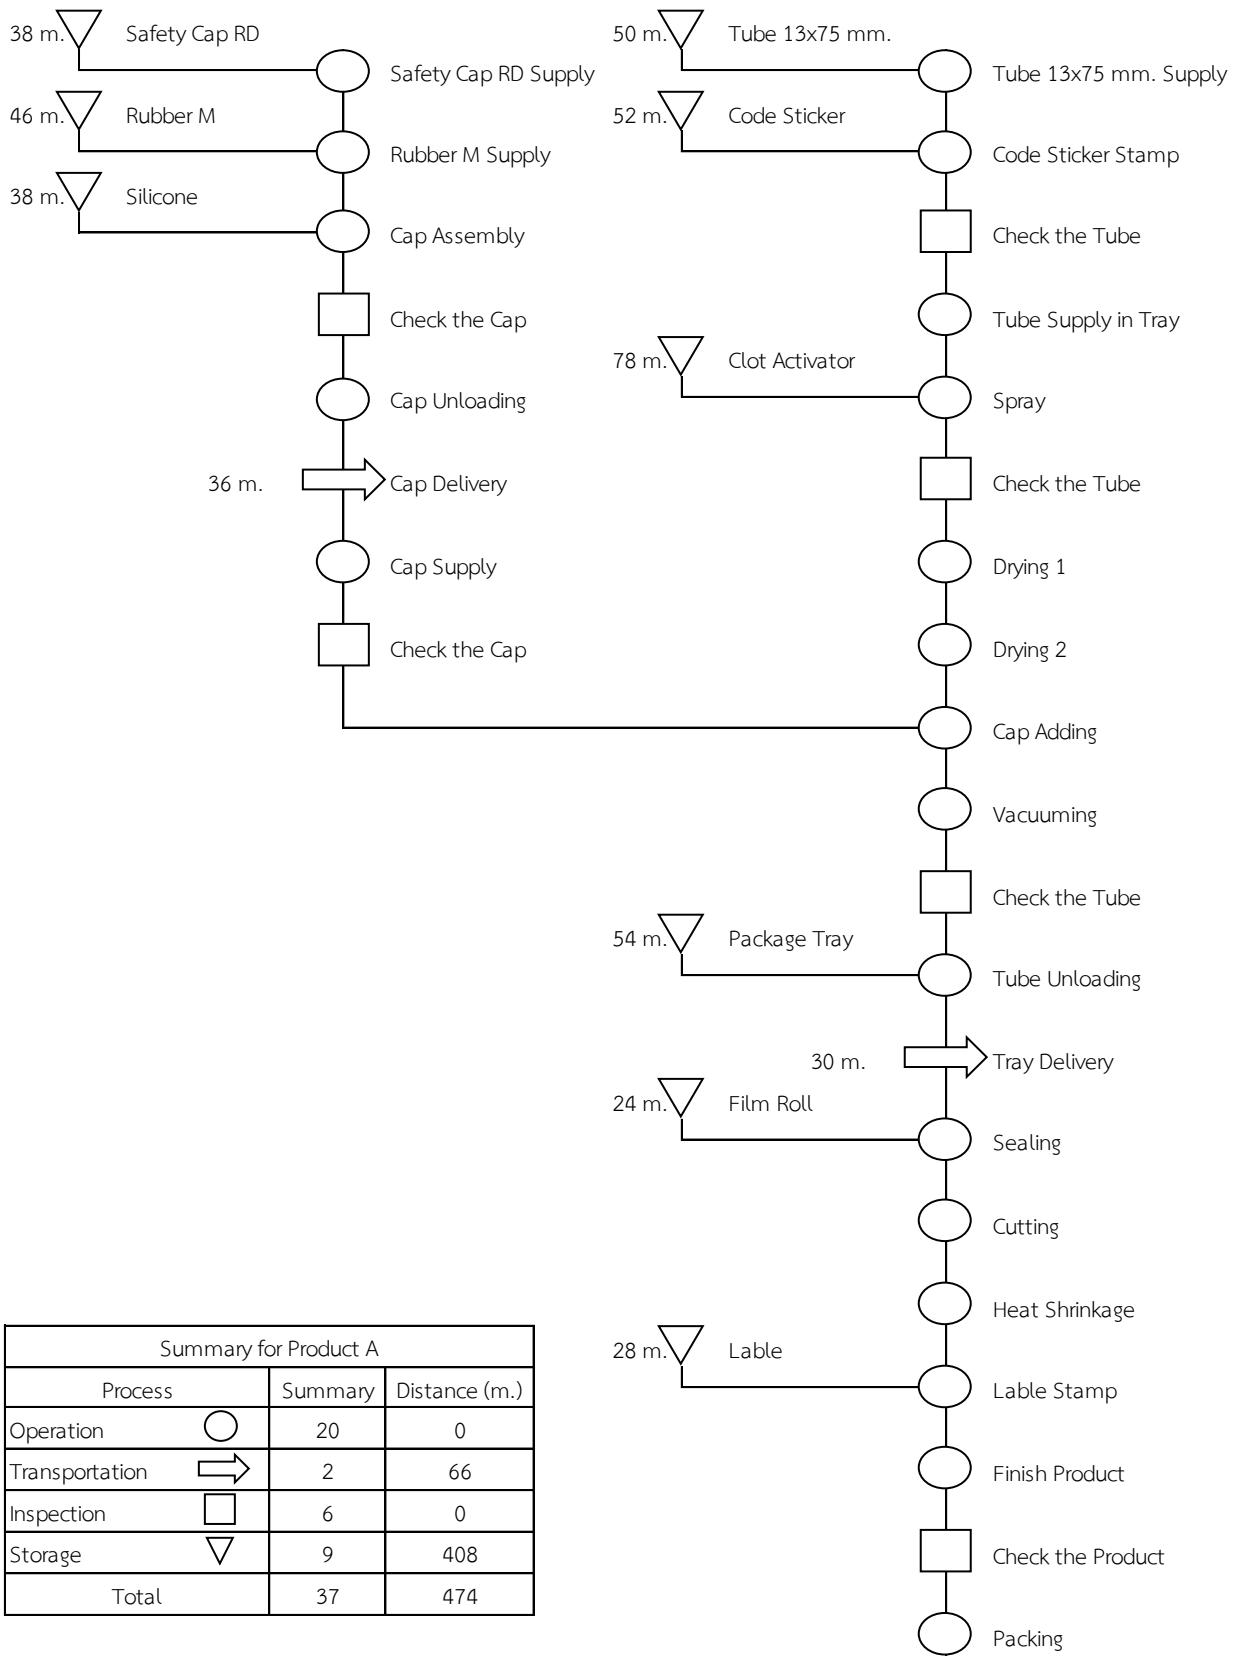 38 m. Safety Cap RD
Safety Cap RD Supply
46 m. Rubber M
Rubber M Supply
38 m. Silicone
Cap Assembly
Check the Cap
Cap Unloading
36 m. Cap Delivery
Cap Supply
Check the Cap
50 m. Tube 13x75 mm.
Tube 13x75 mm. Supply
52 m. Code Sticker
Code Sticker Stamp
Check the Tube
Tube Supply in Tray
78 m. Clot Activator
Spray
Check the Tube
Drying 1
Drying 2
Cap Adding
Vacuuming
Check the Tube
54 m. Package Tray
Tube Unloading
30 m. Tray Delivery
24 m. Film Roll
Sealing
Cutting
Heat Shrinkage
28 m. Lable
Lable Stamp
Finish Product
Check the Product
Packing
Summary for Product A
Process Summary Distance (m.)
Operation 20 0
Transportation 2 66
Inspection 6 0
Storage 9 408
Total 37 474